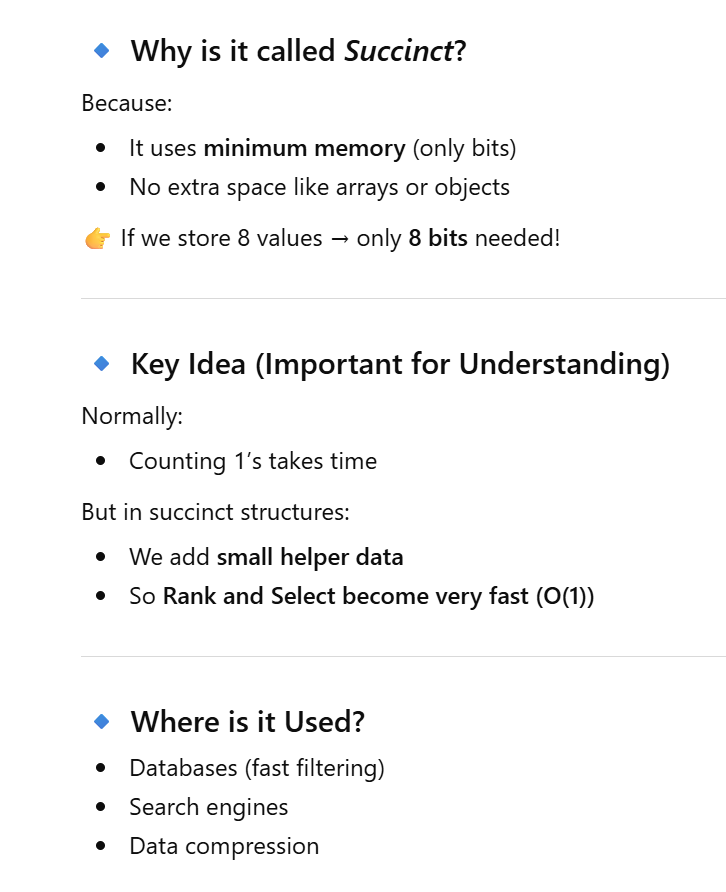 Why is it called Succinct?
Because:
It uses minimum memory (only bits)
No extra space like arrays or objects
👉 If we store 8 values → only 8 bits needed!
Key Idea (Important for Understanding)
Normally:
Counting 1’s takes time
But in succinct structures:
We add small helper data
So Rank and Select become very fast (O(1))
Where is it Used?
Databases (fast filtering)
Search engines
Data compression